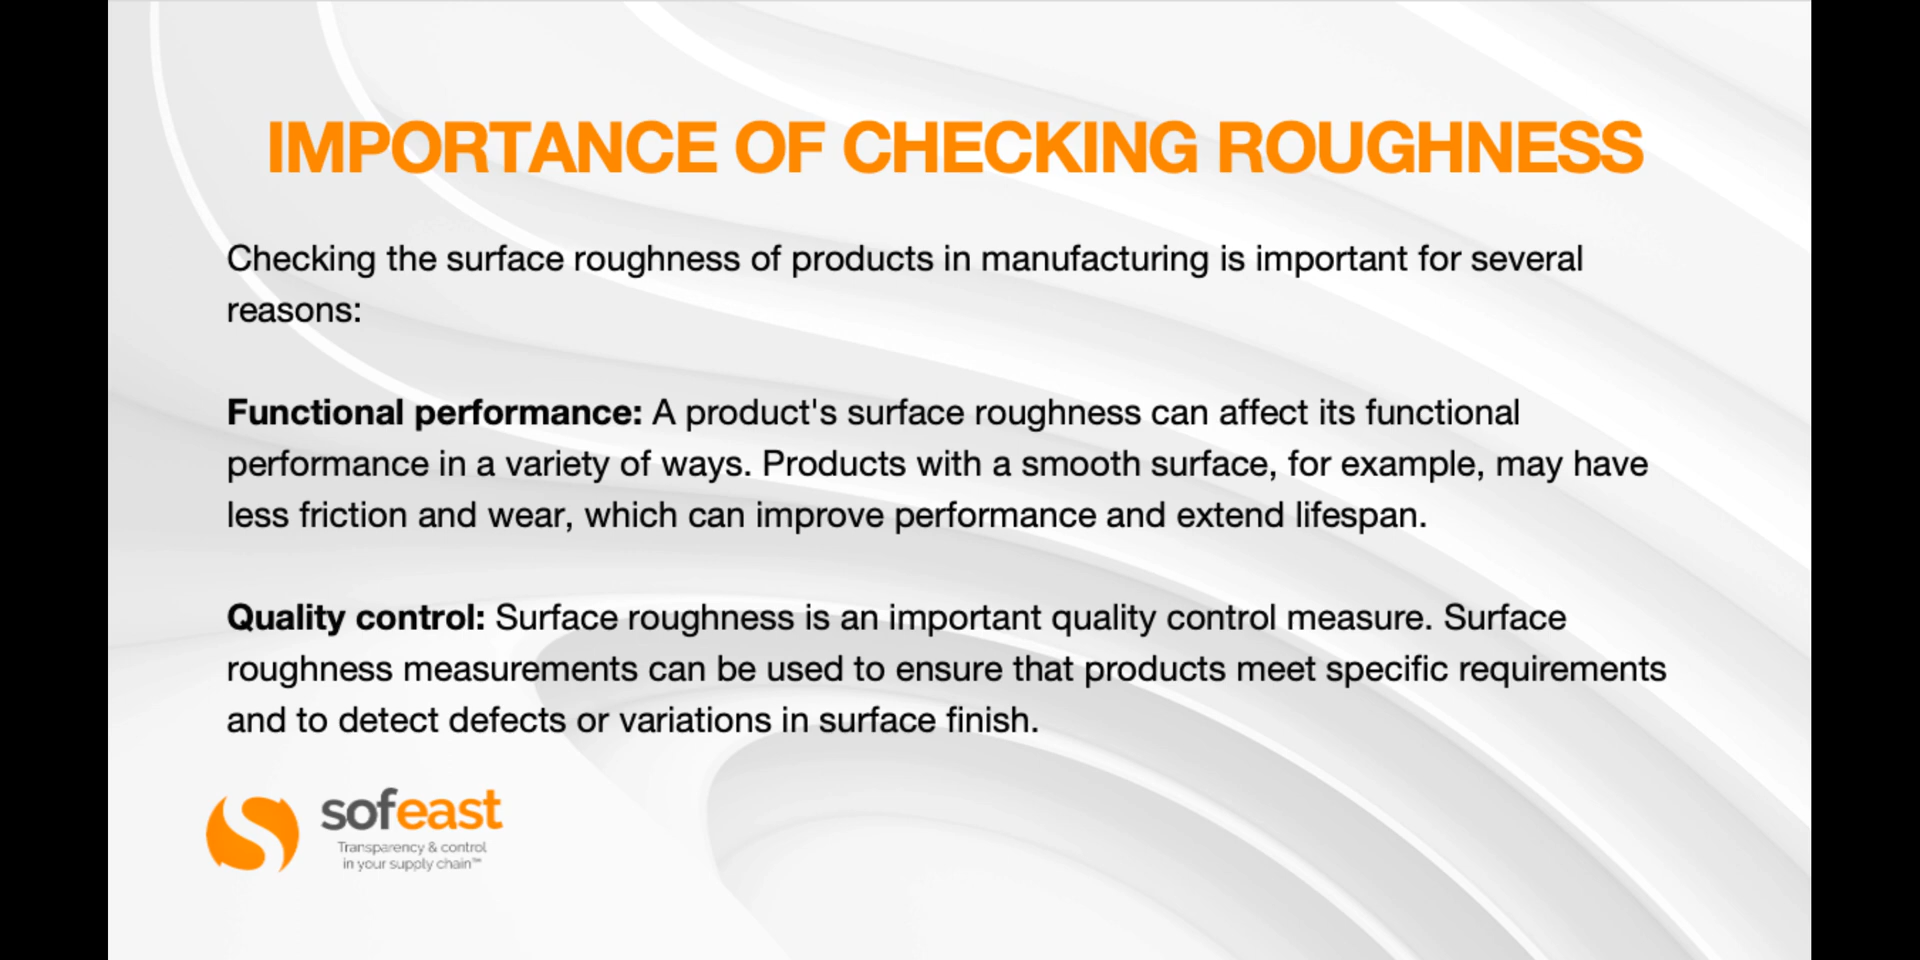 IMPORTANCE OF CHECKING ROUGHNESS
Checking the surface roughness of products in manufacturing is important for several
reasons:
Functional performance: A product's surface roughness can affect its functional
performance in a variety of ways. Products with a smooth surface, for example, may have
less friction and wear, which can improve performance and extend lifespan.
Quality control: Surface roughness is an important quality control measure. Surface
roughness measurements can be used to ensure that products meet specific requirements
and to detect defects or variations in surface finish.
sofeast
Transparency & control
in your supply chain™